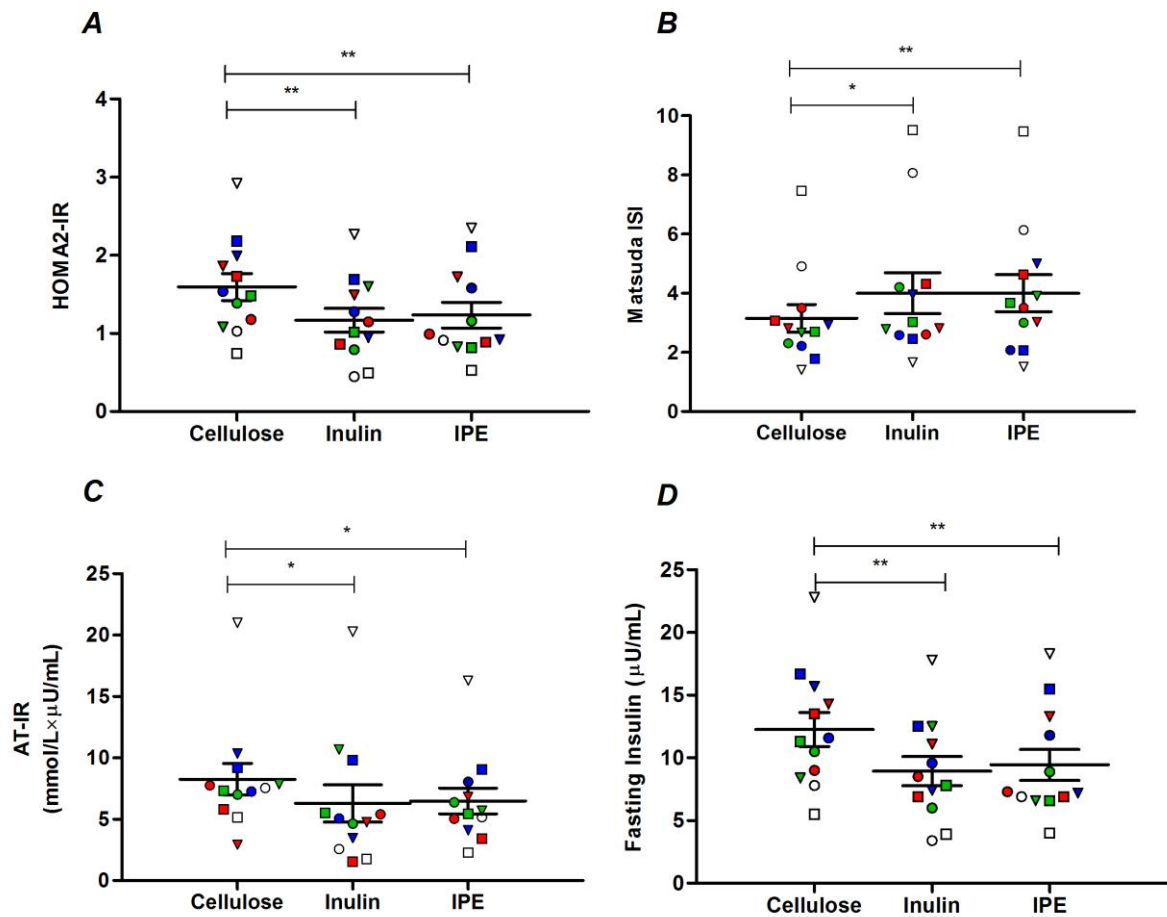 A
**
**
4
3
2
1
0
HOMA2-IR
Cellulose
Inulin
IPE
B
**
*
10
8
6
4
2
0
Matsuda ISI
Cellulose
Inulin
IPE
C
*
*
25
20
15
10
5
0
AT-IR
(mmol/L×μU/mL)
Cellulose
Inulin
IPE
D
**
**
25
20
15
10
5
0
Fasting Insulin (μU/mL)
Cellulose
Inulin
IPE